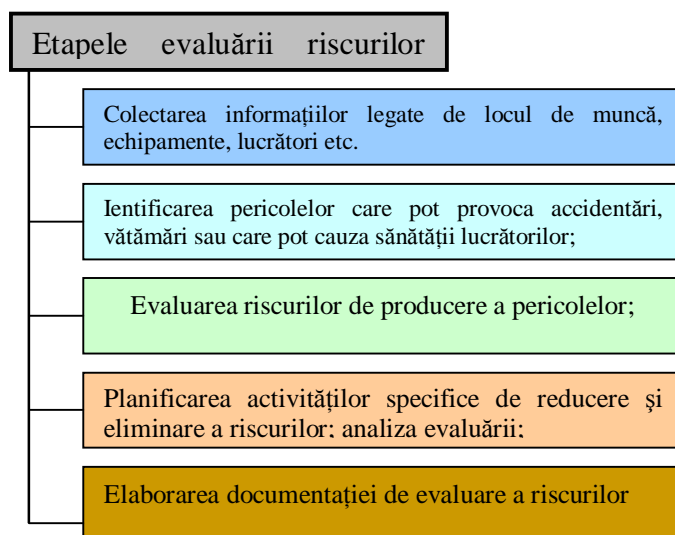 Etapele evaluării riscurilor
Colectarea informațiilor legate de locul de muncă,
echipamente, lucrători etc.
Ientificarea pericolelor care pot provoca accidentări,
vătămări sau care pot cauza sănătății lucrătorilor;
Evaluarea riscurilor de producere a pericolelor;
Planificarea activităților specifice de reducere şi
eliminare a riscurilor; analiza evaluării;
Elaborarea documentației de evaluare a riscurilor